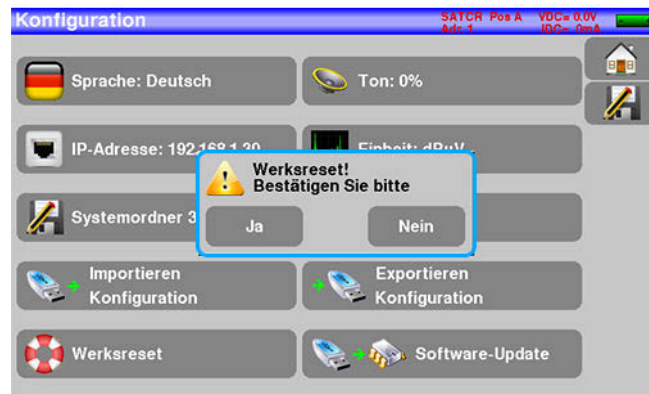 Konfiguration
SATCR Pos A VDC= 0.0V
Adr 1 IDC= 0mA
Sprache: Deutsch
Ton: 0%
IP-Adresse: 192.168.1.30
Einheit: dBµV
Werksreset!
Bestätigen Sie bitte
Systemordner 3
Ja
Nein
Importieren
Konfiguration
Exportieren
Konfiguration
Werksreset
Software-Update